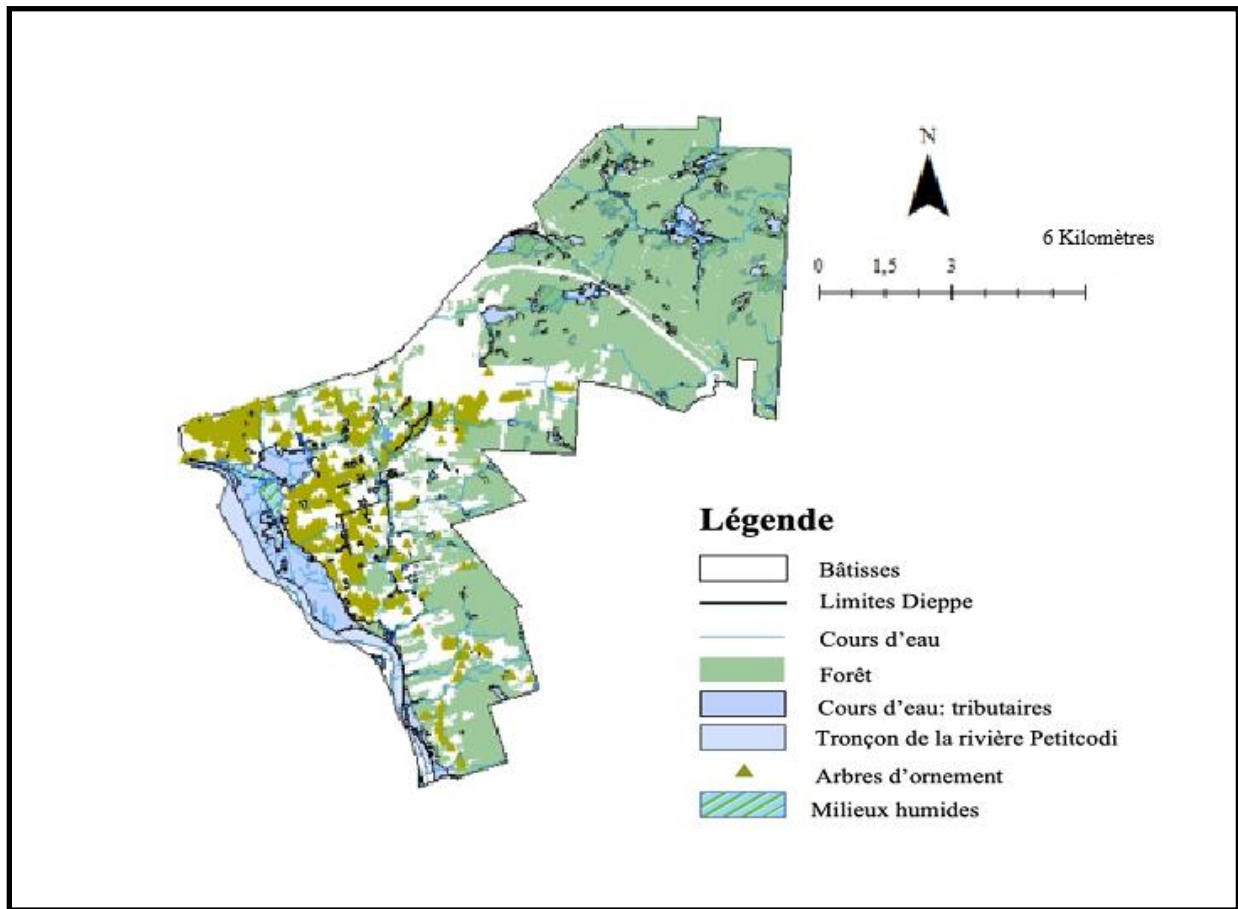 N
6 Kilomètres
0 1,5 3
Légende
Bâtisses
Limites Dieppe
Cours d'eau
Forêt
Cours d'eau: tributaires
Tronçon de la rivière Petitcodi
Arbres d'ornement
Milieux humides